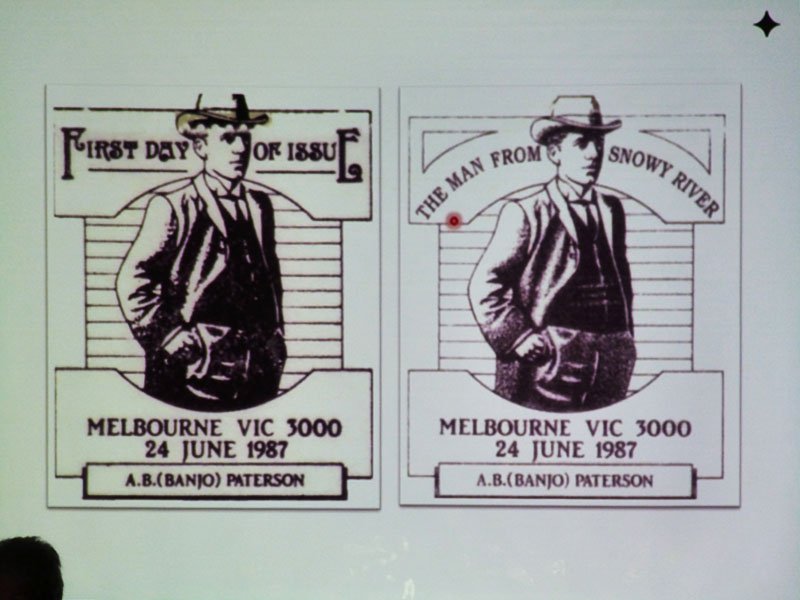 FIRST DAY OF ISSUE
MELBOURNE VIC 3000
24 JUNE 1987
A.B.(BANJO) PATERSON
THE MAN FROM SNOWY RIVER
MELBOURNE VIC 3000
24 JUNE 1987
A.B.(BANJO) PATERSON